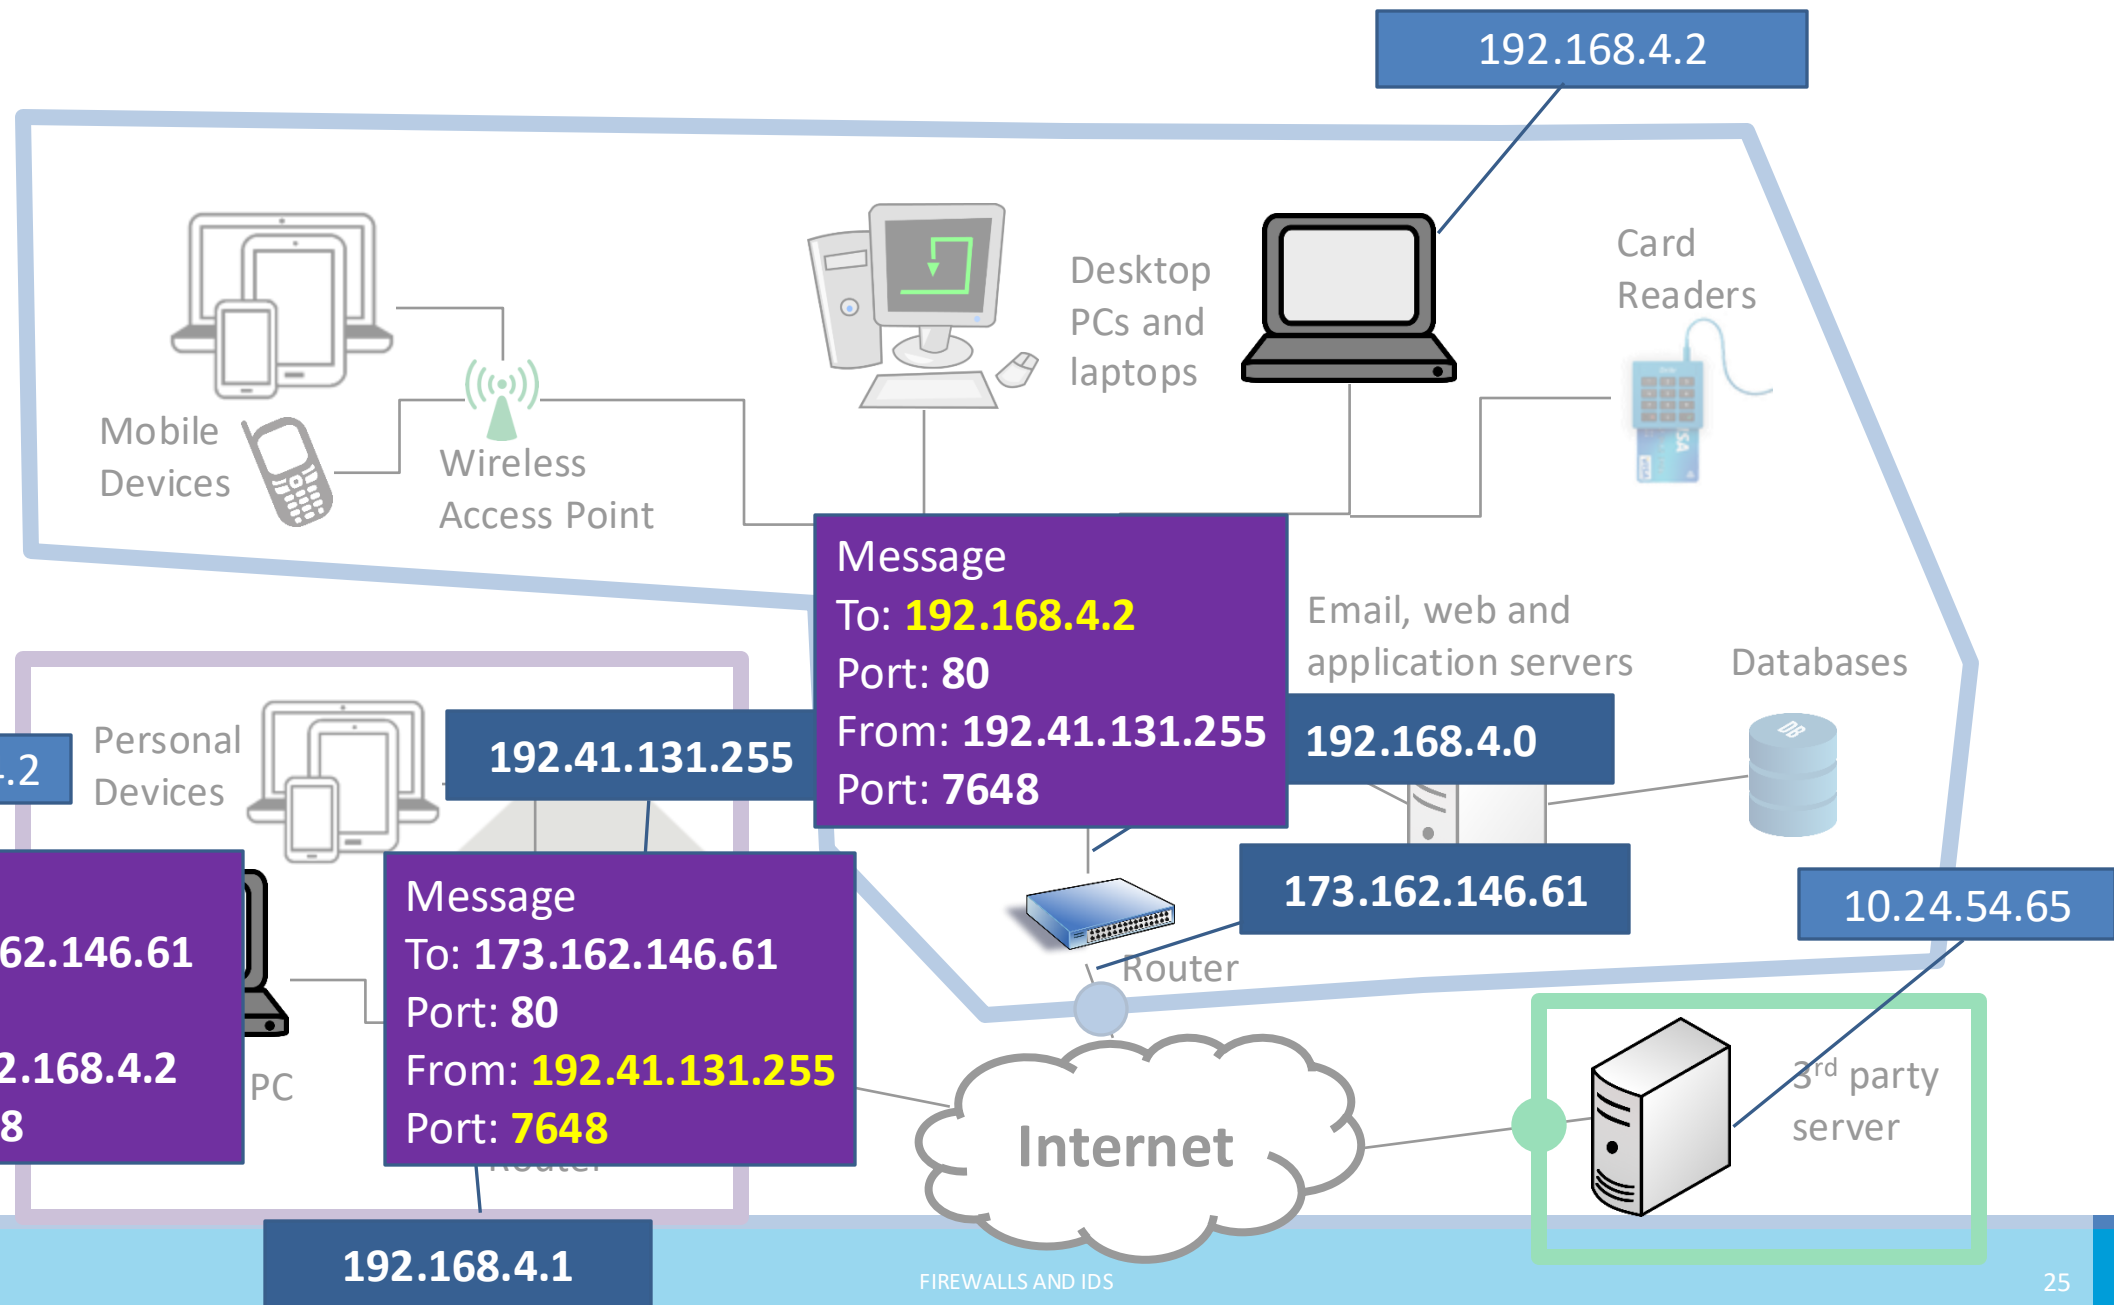 192.168.4.2
Card
Readers
Desktop
PCs and
laptops
Mobile
Devices
Wireless
Access Point
Message
To: 192.168.4.2
Port: 80
From: 192.41.131.255
Port: 7648
Email, web and
application servers
Databases
DB
VISA
192.168.4.0
Personal
Devices
192.41.131.255
.2
173.162.146.61
10.24.54.65
Router
62.146.61
2.168.4.2
8
PC
Message
To: 173.162.146.61
Port: 80
From: 192.41.131.255
Port: 7648
Router
Internet
3rd party
server
192.168.4.1
FIREWALLS AND IDS
25